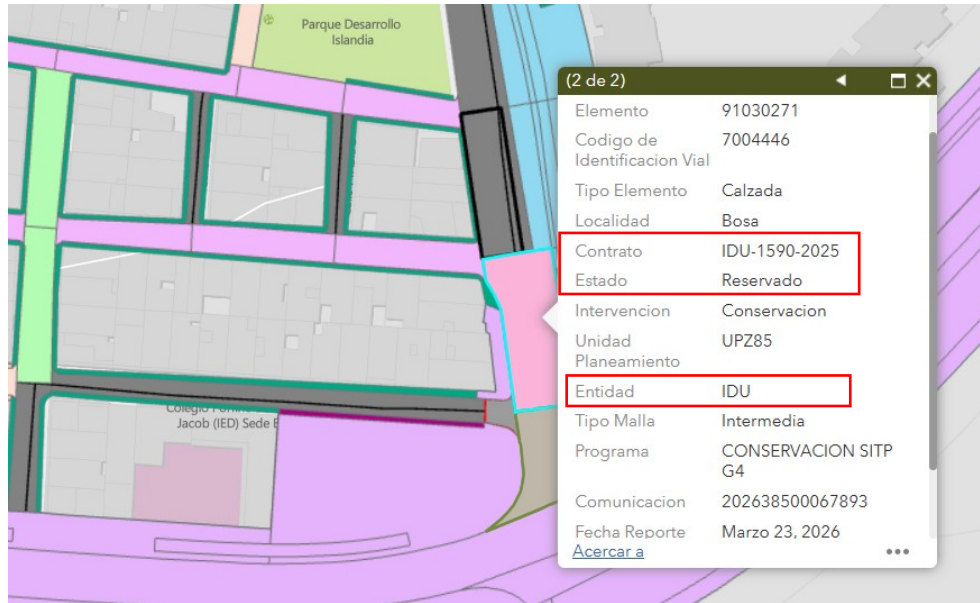 Parque Desarrollo
Islandia
Jacob (IED) Sede
(2 de 2)
Elemento 91030271
Codigo de Identificacion Vial 7004446
Tipo Elemento Calzada
Localidad Bosa
Contrato IDU-1590-2025
Estado Reservado
Intervencion Conservacion
Unidad Planeamiento UPZ85
Entidad IDU
Tipo Malla Intermedia
Programa CONSERVACION SITP G4
Comunicacion 202638500067893
Fecha Reporte Marzo 23, 2026
Acercar a